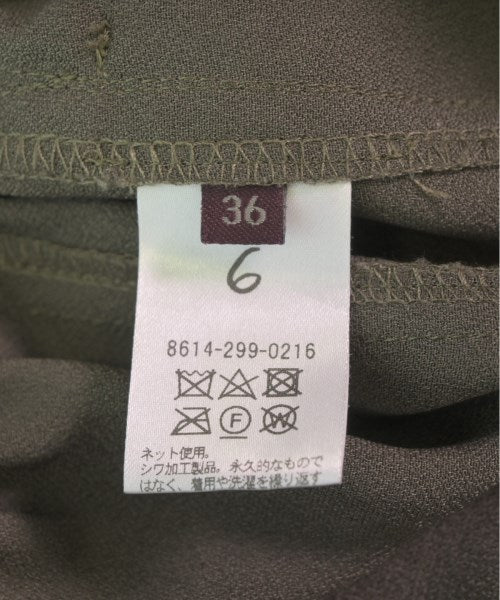 36
6
8614-299-0216
F
W
ネット使用。
シワ加工製品。永久的なもので
はなく、着用や洗濯を繰り返す